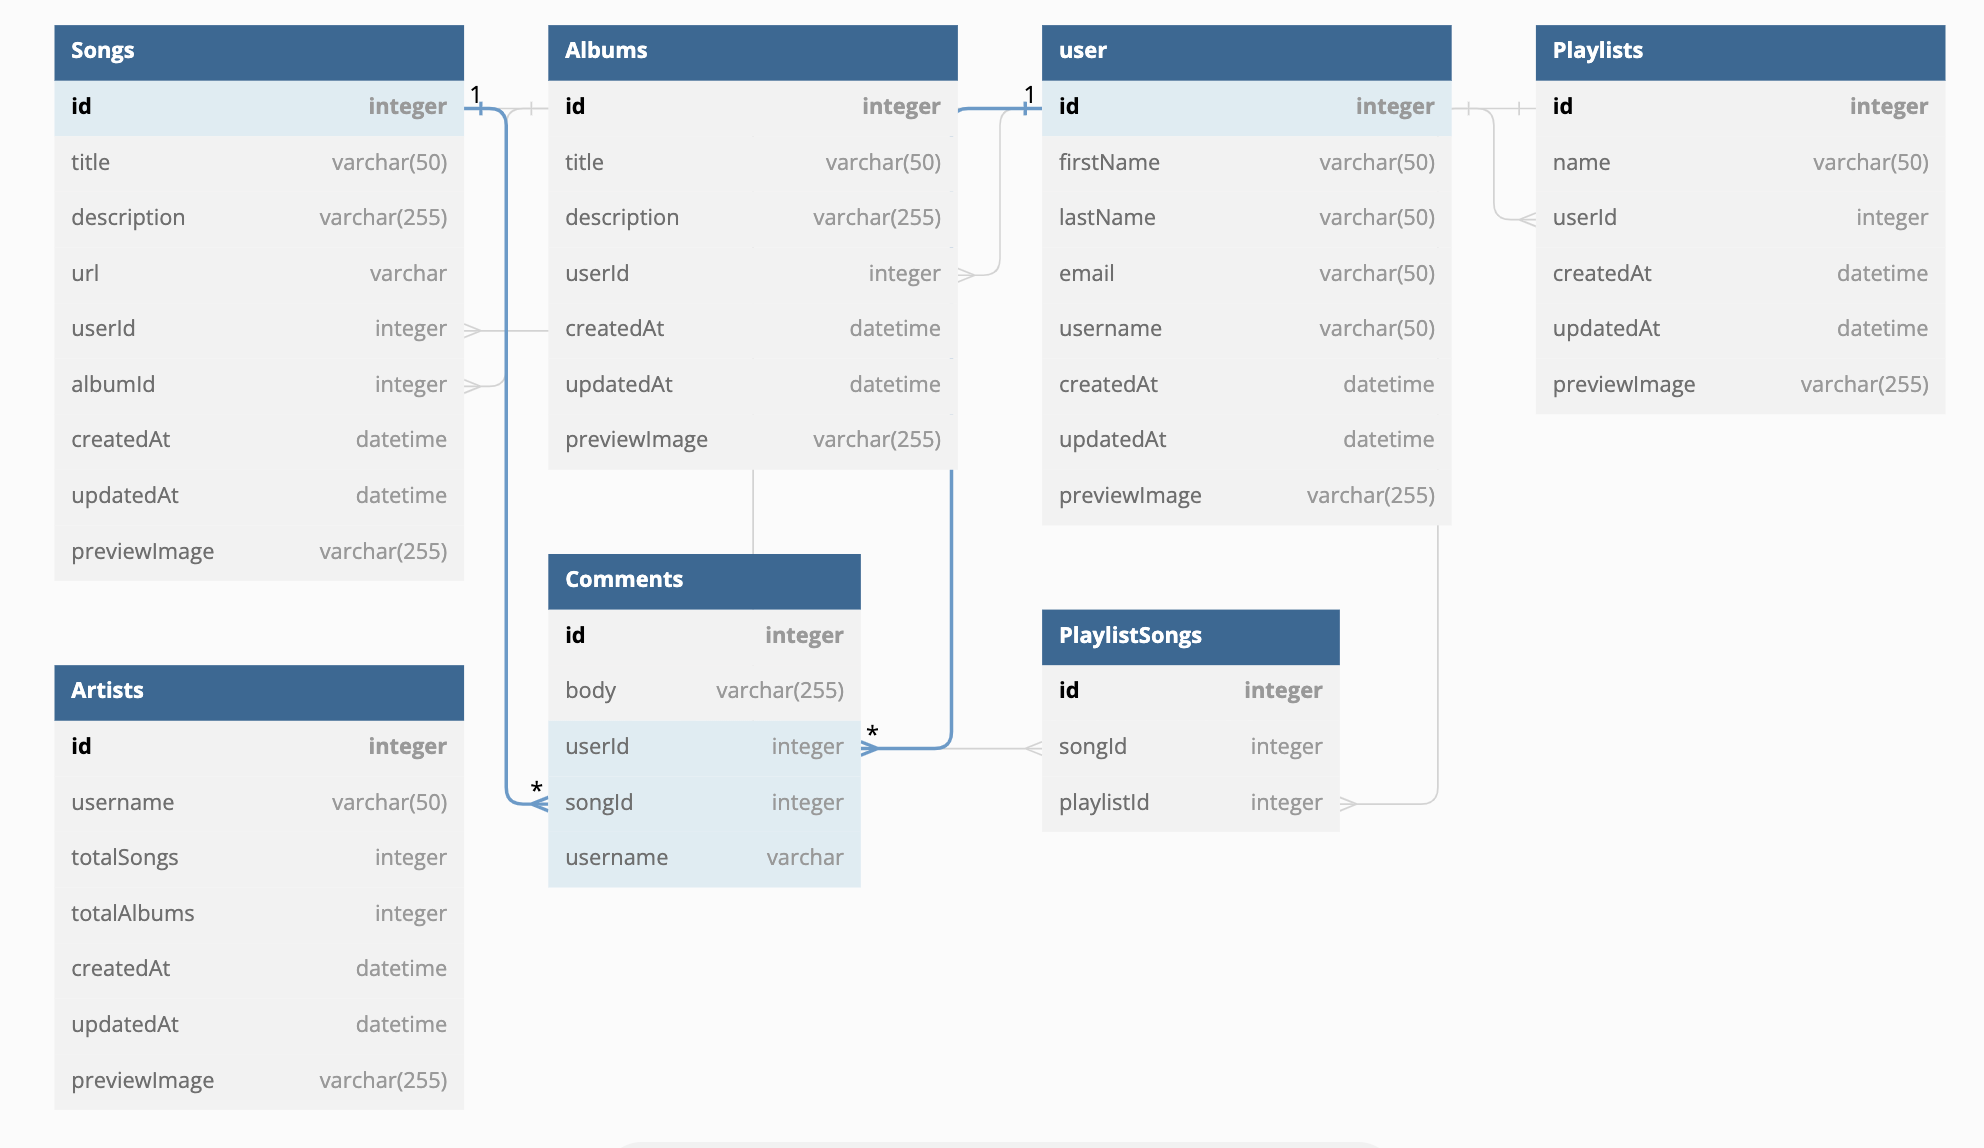 Songs
id integer
title varchar(50)
description varchar(255)
url varchar
userId integer
albumId integer
createdAt datetime
updatedAt datetime
previewImage varchar(255)
1
*
Albums
id integer
title varchar(50)
description varchar(255)
userId integer
createdAt datetime
updatedAt datetime
previewImage varchar(255)
1
*
user
id integer
firstName varchar(50)
lastName varchar(50)
email varchar(50)
username varchar(50)
createdAt datetime
updatedAt datetime
previewImage varchar(255)
Playlists
id integer
name varchar(50)
userId integer
createdAt datetime
updatedAt datetime
previewImage varchar(255)
Comments
id integer
body varchar(255)
userId integer
songId integer
username varchar
PlaylistSongs
id integer
songId integer
playlistId integer
Artists
id integer
username varchar(50)
totalSongs integer
totalAlbums integer
createdAt datetime
updatedAt datetime
previewImage varchar(255)